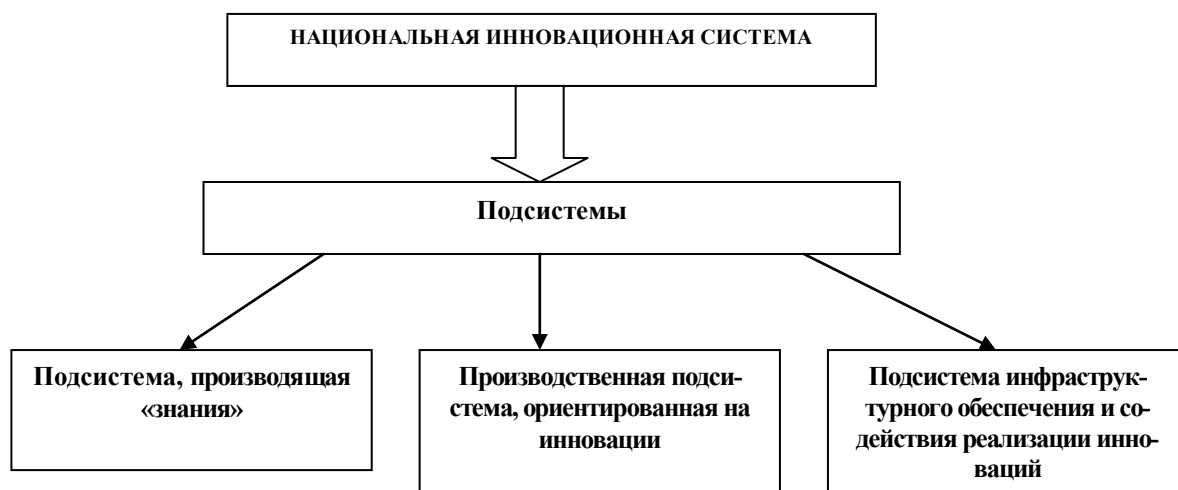 НАЦИОНАЛЬНАЯ ИННОВАЦИОННАЯ СИСТЕМА
Подсистемы
Подсистема, производящая
«знания»
Производственная подси-
стема, ориентированная на
инновации
Подсистема инфраструк-
турного обеспечения и со-
действия реализации инно-
ваций